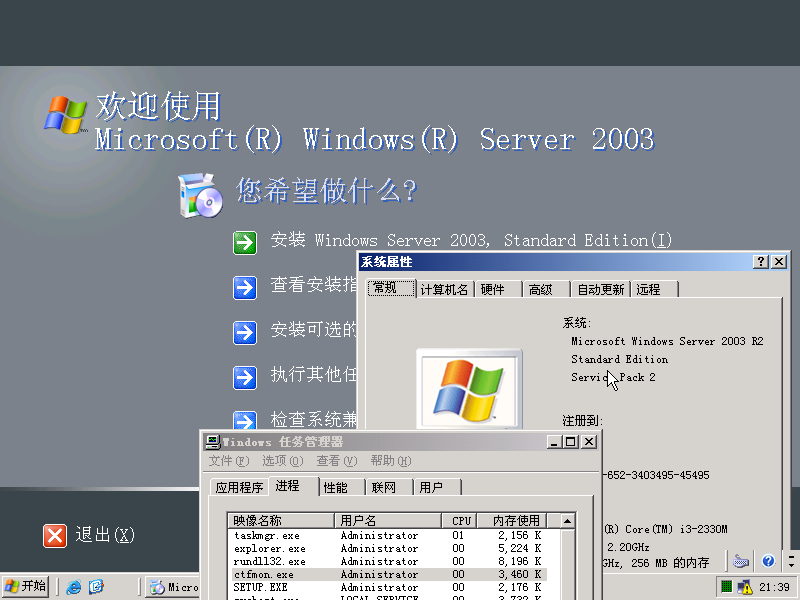 欢迎使用
Microsoft(R) Windows(R) Server 2003
您希望做什么?
安装 Windows Server 2003, Standard Edition(I)
查看安装指
安装可选的
执行其他任
检查系统兼
退出(X)
系统属性
常规 计算机名 硬件 高级 自动更新 远程
系统:
Microsoft Windows Server 2003 R2
Standard Edition
Service Pack 2
注册到:
-652-3403495-45495
(R) Core(TM) i3-2330M
2.20GHz
GHz, 256 MB 的内存
Windows 任务管理器
文件(F) 选项(O) 查看(V) 帮助(H)
应用程序 进程 性能 联网 用户
映像名称 用户名 CPU 内存使用
taskmgr.exe Administrator 01 2,156 K
explorer.exe Administrator 00 5,224 K
rundll32.exe Administrator 00 8,196 K
ctfmon.exe Administrator 00 3,460 K
SETUP.EXE Administrator 00 2,176 K
LOCAL SERVICE 00 3,732 K
开始 Micro 21:39